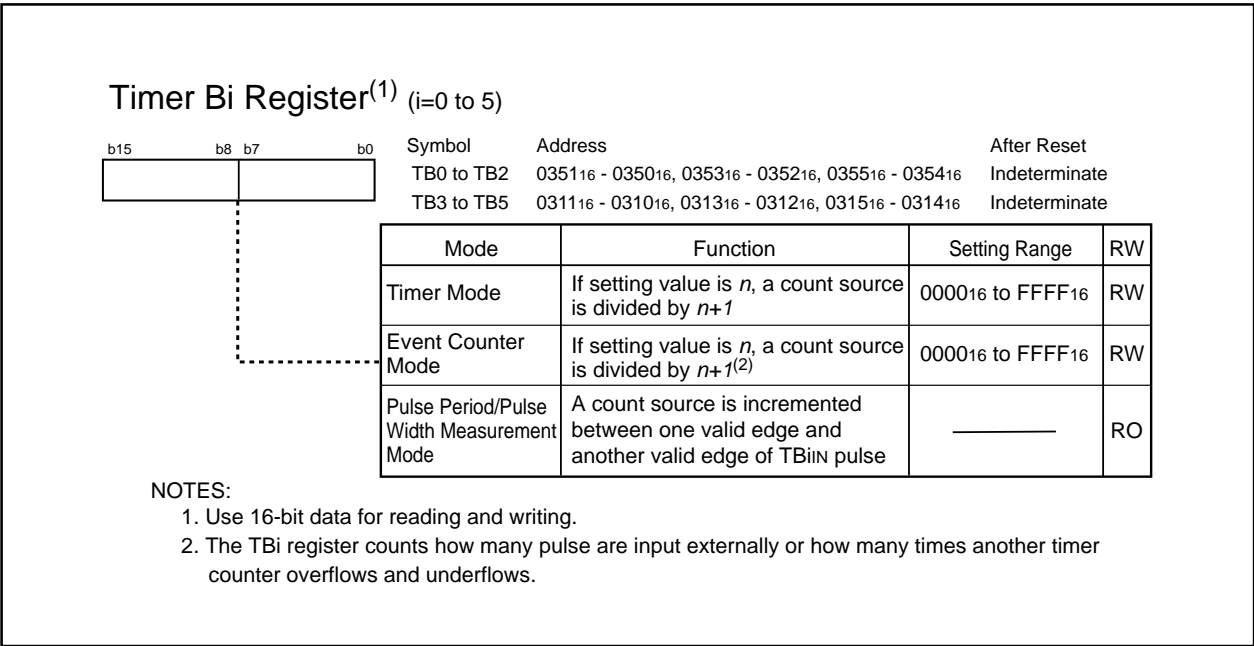 Timer Bi Register(1) (i=0 to 5)
b15 b8 b7 b0
Symbol Address After Reset
TB0 to TB2 035116 - 035016, 035316 - 035216, 035516 - 035416 Indeterminate
TB3 to TB5 031116 - 031016, 031316 - 031216, 031516 - 031416 Indeterminate
Mode Function Setting Range RW
Timer Mode If setting value is n, a count source is divided by n+1 000016 to FFFF16 RW
Event Counter Mode If setting value is n, a count source is divided by n+1(2) 000016 to FFFF16 RW
Pulse Period/Pulse Width Measurement Mode A count source is incremented between one valid edge and another valid edge of TBiIN pulse RO
NOTES:
1. Use 16-bit data for reading and writing.
2. The TBi register counts how many pulse are input externally or how many times another timer
counter overflows and underflows.